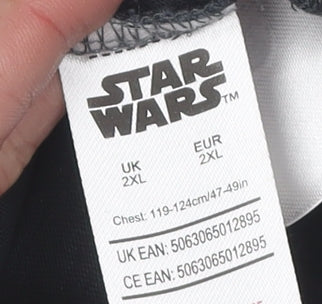 STAR
WARS™
UK EUR
2XL 2XL
Chest: 119-124cm/47-49in
UK EAN: 5063065012895
CE EAN: 5063065012895